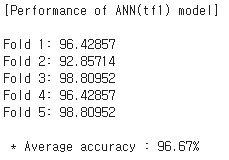 [Performance of ANN(tf1) model]
Fold 1: 96.42857
Fold 2: 92.85714
Fold 3: 98.80952
Fold 4: 96.42857
Fold 5: 98.80952
* Average accuracy : 96.67%